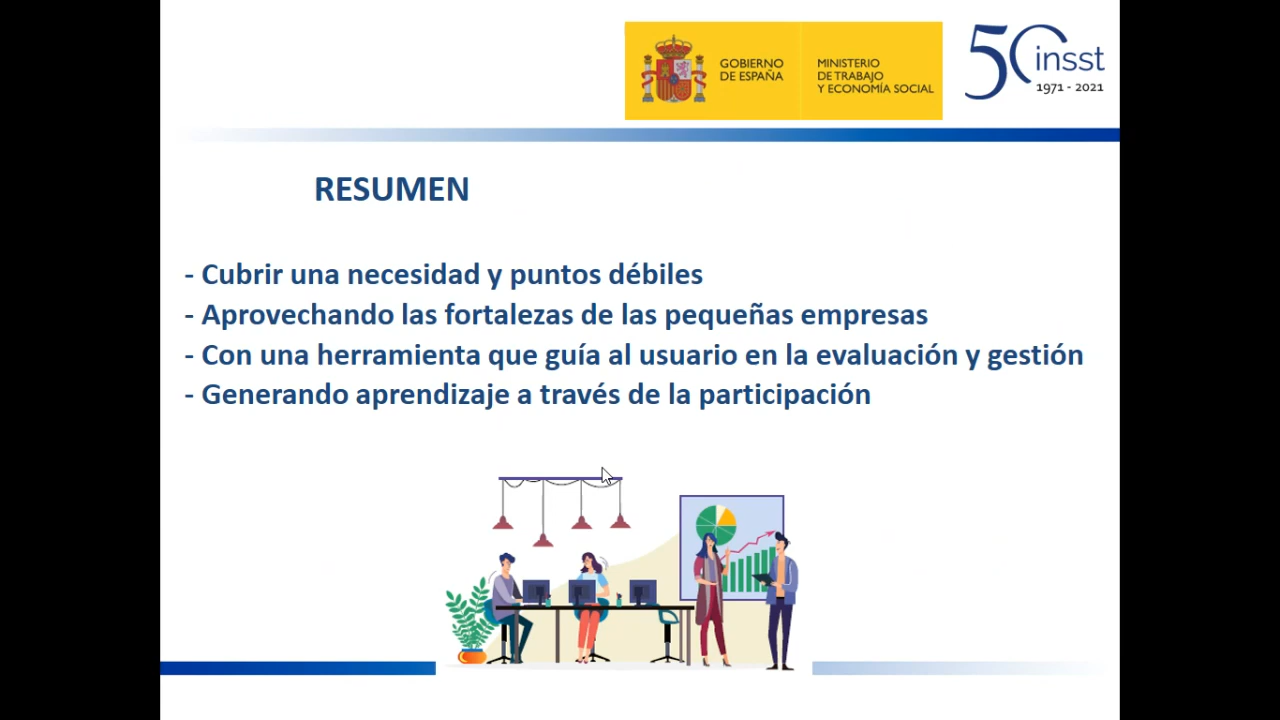 GOBIERNO
DE ESPAÑA
MINISTERIO
DE TRABAJO
Y ECONOMÍA SOCIAL
50 insst
1971 - 2021
RESUMEN
- Cubrir una necesidad y puntos débiles
- Aprovechando las fortalezas de las pequeñas empresas
- Con una herramienta que guía al usuario en la evaluación y gestión
- Generando aprendizaje a través de la participación